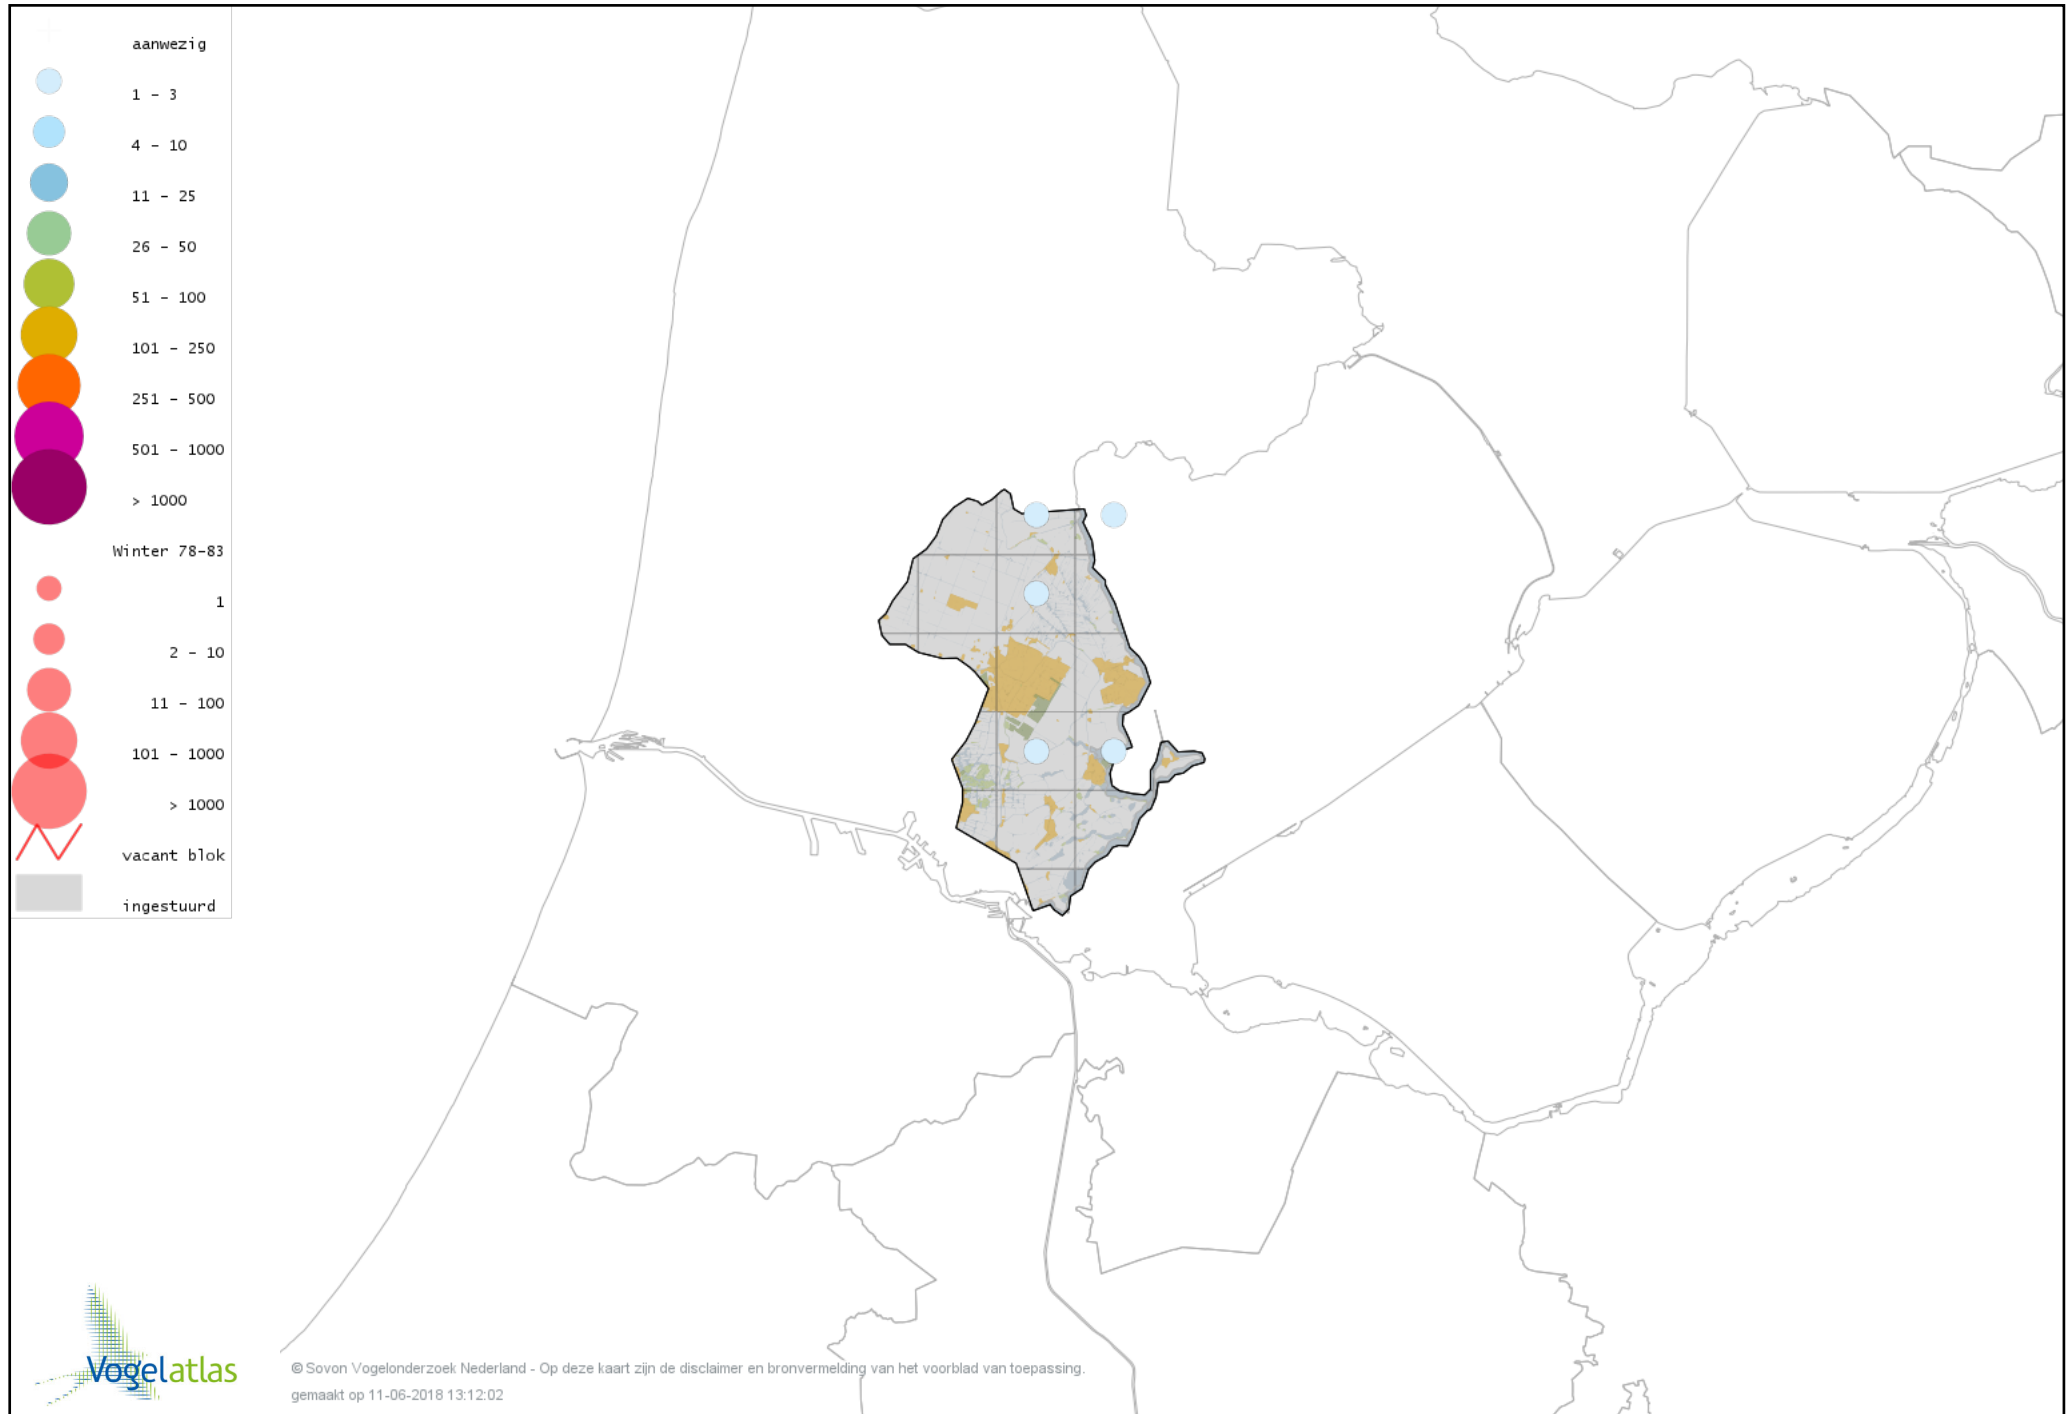 aanwezig
1 - 3
4 - 10
11 - 25
26 - 50
51 - 100
101 - 250
251 - 500
501 - 1000
> 1000
Winter 78-83
1
2 - 10
11 - 100
101 - 1000
> 1000
vacant blok
ingestuurd
Vogelatlas
© Sovon Vogelonderzoek Nederland - Op deze kaart zijn de disclaimer en bronvermelding van het voorblad van toepassing.
gemaakt op 11-06-2018 13:12:02